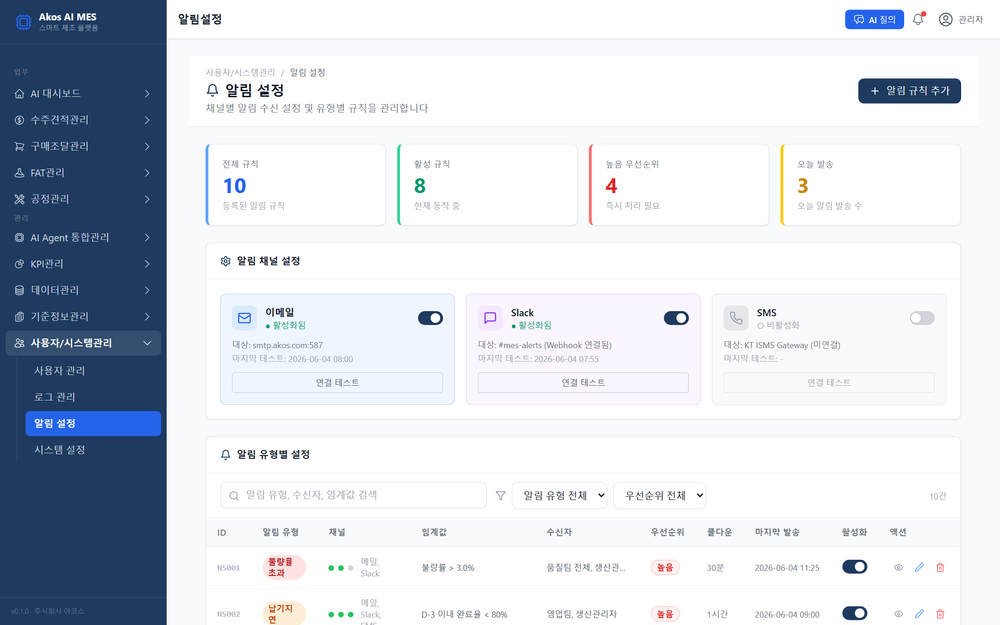 Akos AI MES
스마트 제조 플랫폼
업무
AI 대시보드
수주견적관리
구매조달관리
FAT관리
공정관리
관리
AI Agent 통합관리
KPI관리
데이터관리
기준정보관리
사용자/시스템관리
사용자 관리
로그 관리
알림 설정
시스템 설정
v0.1.0 · 주식회사 아코스
알림설정
AI 질의
관리자
사용자/시스템관리 / 알림 설정
알림 설정
채널별 알림 수신 설정 및 유형별 규칙을 관리합니다
+ 알림 규칙 추가
전체 규칙
10
등록된 알림 규칙
활성 규칙
8
현재 동작 중
높음 우선순위
4
즉시 처리 필요
오늘 발송
3
오늘 알림 발송 수
알림 채널 설정
이메일
● 활성화됨
대상: smtp.akos.com:587
마지막 테스트: 2026-06-04 08:00
연결 테스트
Slack
● 활성화됨
대상: #mes-alerts (Webhook 연결됨)
마지막 테스트: 2026-06-04 07:55
연결 테스트
SMS
○ 비활성화
대상: KT ISMS Gateway (미연결)
마지막 테스트: -
연결 테스트
알림 유형별 설정
알림 유형, 수신자, 임계값 검색
알림 유형 전체
우선순위 전체
10건
ID 알림 유형 채널 임계값 수신자 우선순위 쿨다운 마지막 발송 활성화 액션
NS001 불량률 초과 메일, Slack 불량률 > 3.0% 품질팀 전체, 생산관... 높음 30분 2026-06-04 11:25
NS002 납기지연 메일, Slack, SMS D-3 이내 완료율 < 80% 영업팀, 생산관리자 높음 1시간 2026-06-04 09:00